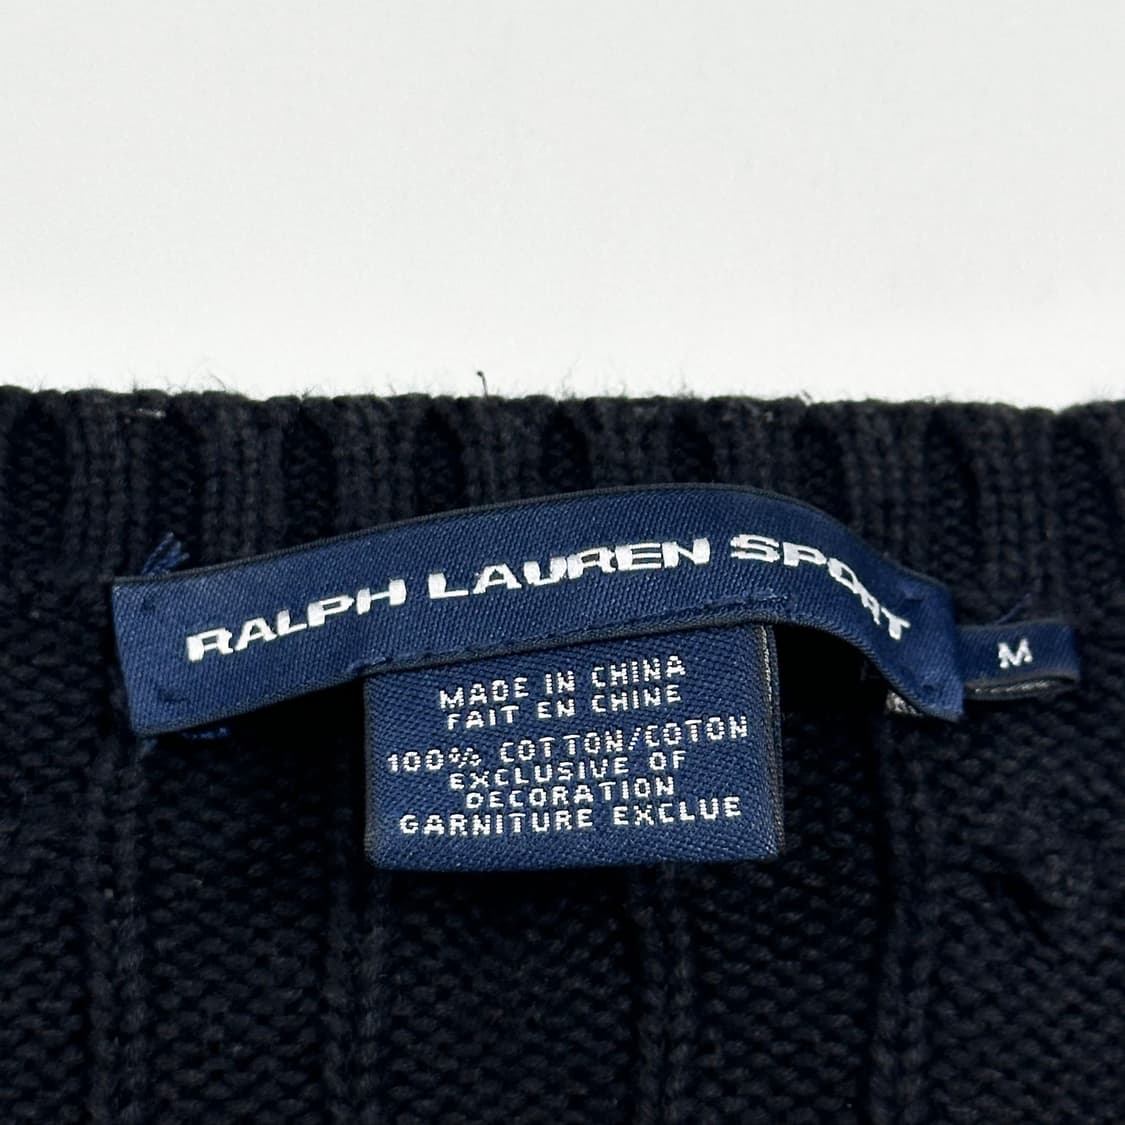 RALPH LAUREN SPORT
M
MADE IN CHINA
FAIT EN CHINE
100% COTTON/COTON
EXCLUSIVE OF
DECORATION
GARNITURE EXCLUE